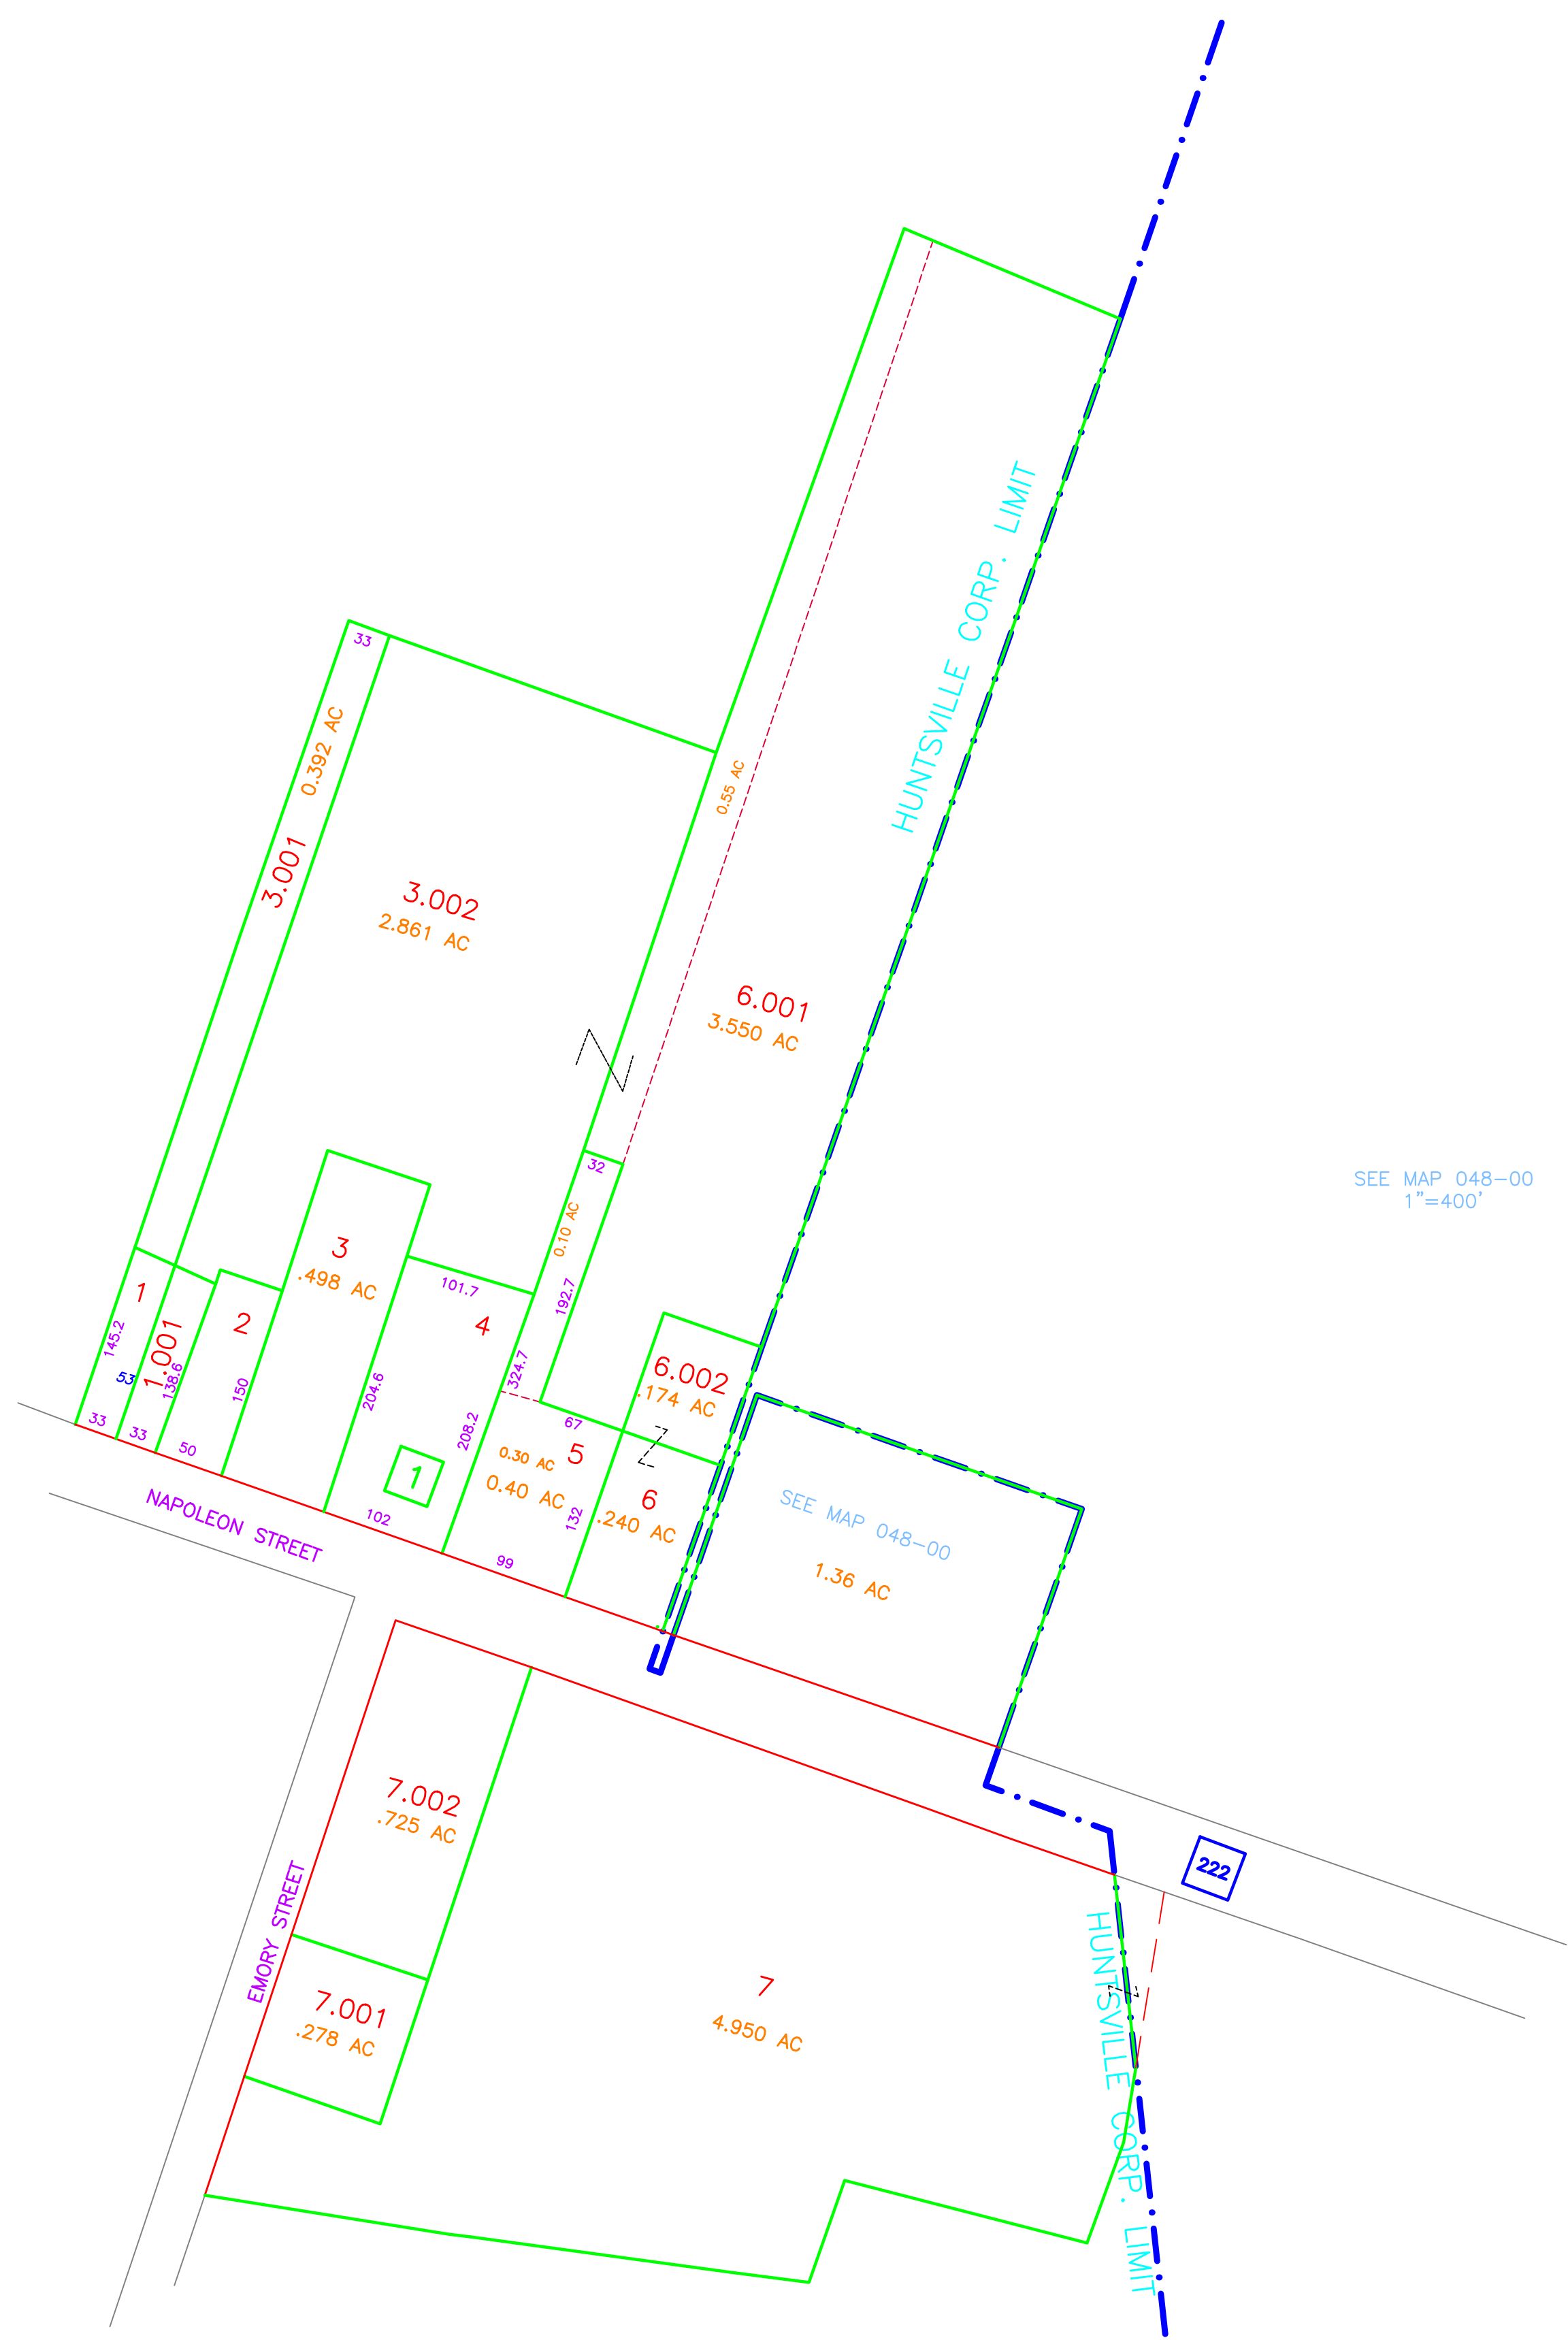 33
0.392 AC
3.001
3.002
2.861 AC
0.55 AC
HUNTSVILLE CORP. LIMIT
6.001
3.550 AC
SEE MAP 048-00
1"=400'
32
0.10 AC
3
.498 AC
101.7
192.7
1
2
4
145.2
1.001
53
138.6
150
204.6
324.7
6.002
.174 AC
208.2
67
33
33
50
1
0.30 AC
5
0.40 AC
132
6
.240 AC
SEE MAP 048-00
1.36 AC
NAPOLEON STREET
102
99
7.002
.725 AC
222
EMORY STREET
7.001
.278 AC
7
4.950 AC
HUNTSVILLE CORP. LIMIT